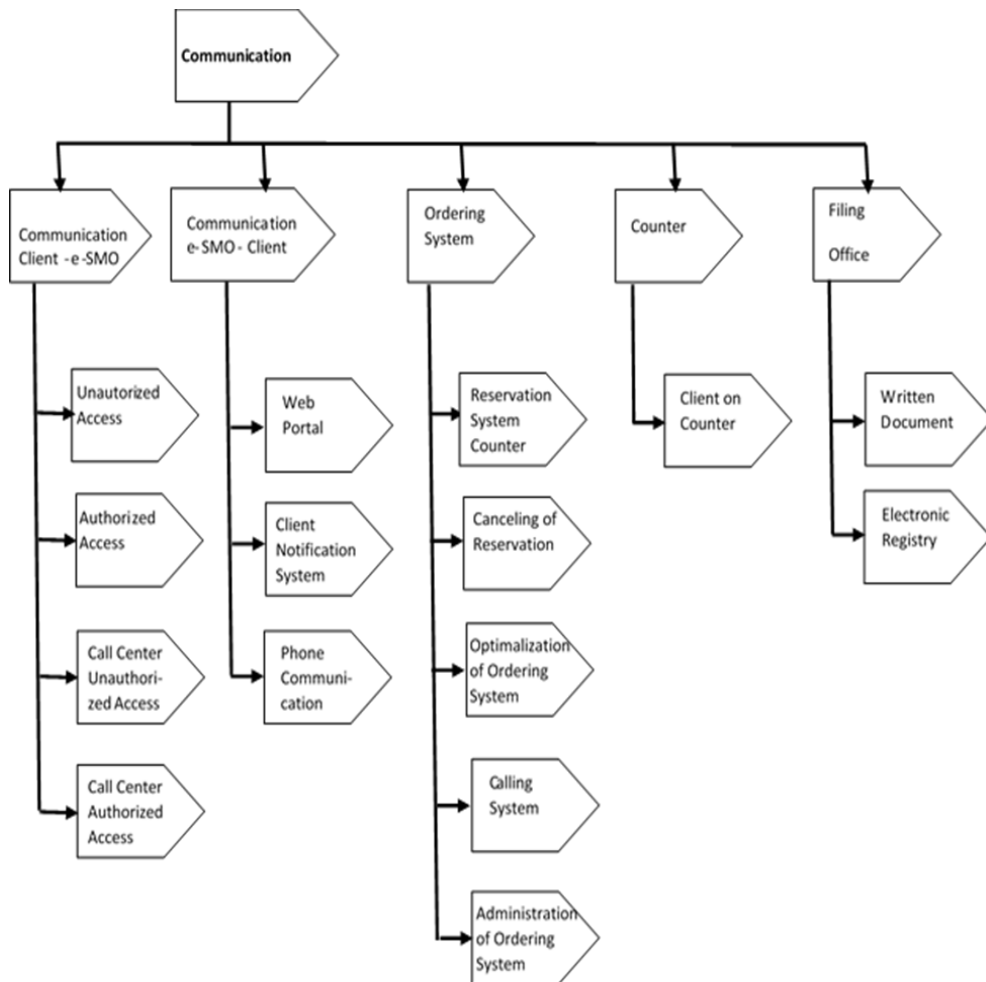 Communication
Communication
Client - e-SMO
Communication
e-SMO - Client
Ordering
System
Counter
Filing
Office
Unautorized
Access
Authorized
Access
Call Center
Unauthori-
zed Access
Call Center
Authorized
Access
Web
Portal
Client
Notification
System
Phone
Communi-
cation
Reservation
System
Counter
Canceling of
Reservation
Optimalization
of Ordering
System
Calling
System
Administration
of Ordering
System
Client on
Counter
Written
Document
Electronic
Registry